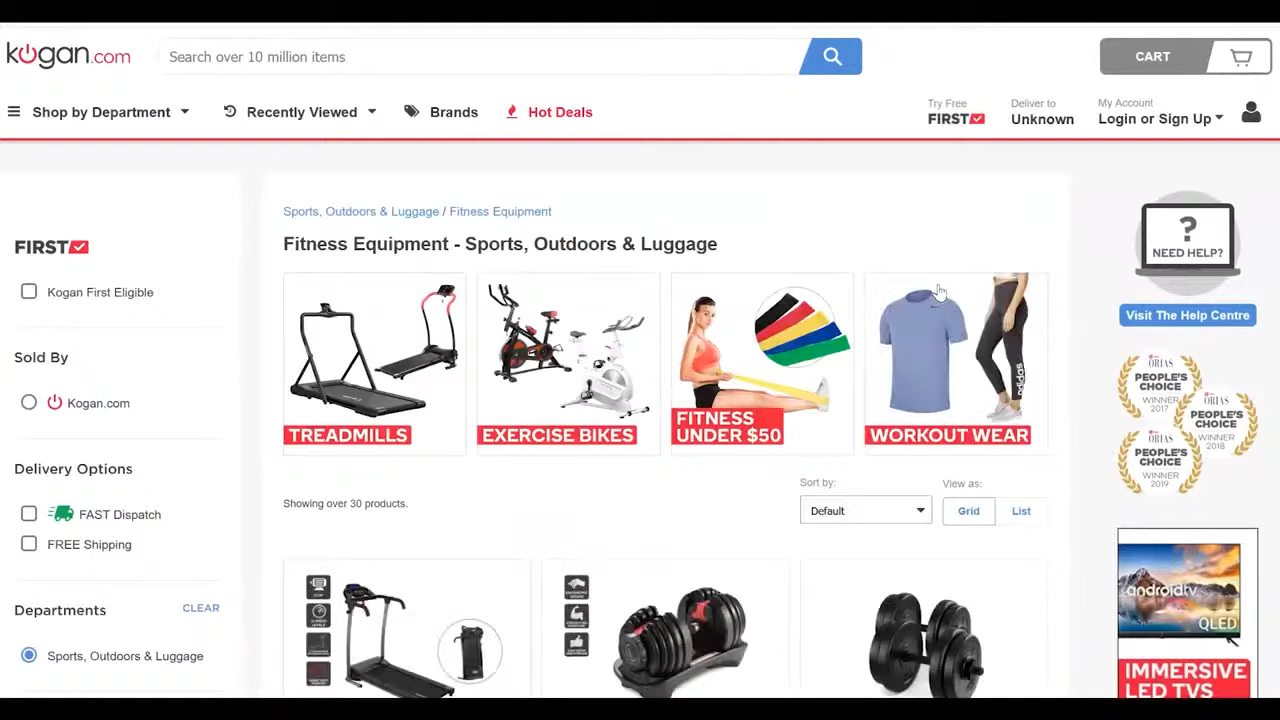 kogan.com
Search over 10 million items
CART
Shop by Department
Recently Viewed
Brands
Hot Deals
Try Free
FIRST
Deliver to
Unknown
My Account
Login or Sign Up
FIRST
Kogan First Eligible
Sold By
Kogan.com
Delivery Options
FAST Dispatch
FREE Shipping
Departments
CLEAR
Sports, Outdoors & Luggage
Sports, Outdoors & Luggage / Fitness Equipment
Fitness Equipment - Sports, Outdoors & Luggage
TREADMILLS
EXERCISE BIKES
FITNESS
UNDER $50
adidas
WORKOUT WEAR
Showing over 30 products.
Sort by:
Default
View as:
Grid
List
?
NEED HELP?
Visit The Help Centre
ORIAS
PEOPLE'S
CHOICE
WINNER
2017
ORIAS
PEOPLE'S
CHOICE
WINNER
2018
ORIAS
PEOPLE'S
CHOICE
WINNER
2019
androidtv
QLED
IMMERSIVE
LED TVS